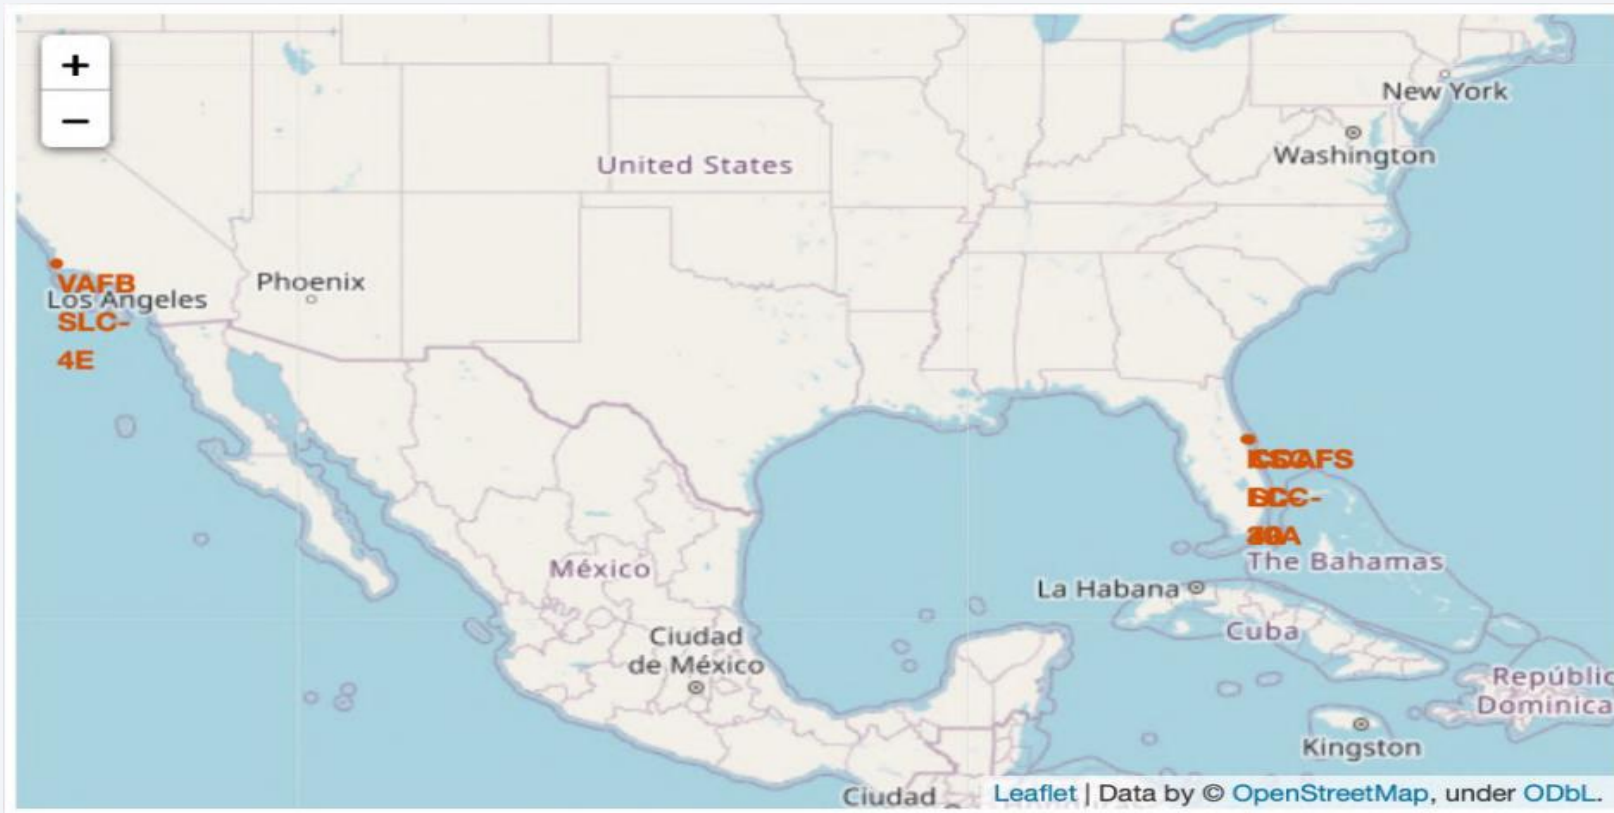 +
−
New York
Washington
United States
Phoenix
VAFB
Los Angeles
SLC-
4E
The Bahamas
México
La Habana
Cuba
Ciudad
de México
Repúblic
Dominica
Kingston
Ciudad
Leaflet | Data by © OpenStreetMap, under ODbL.